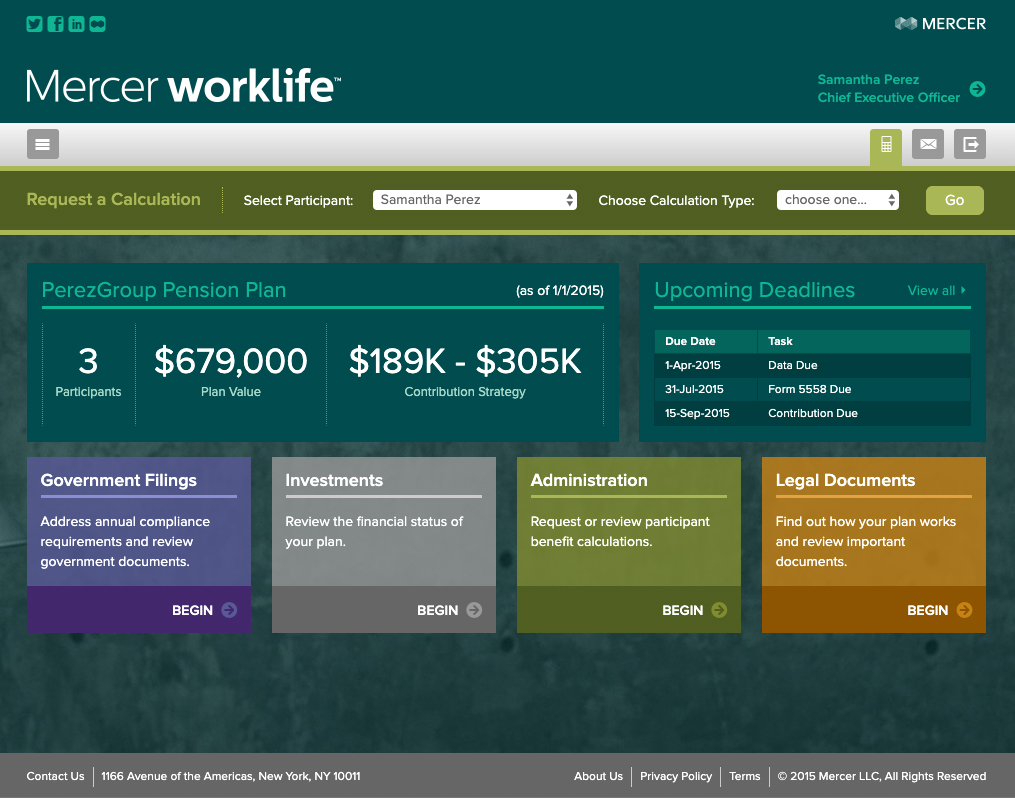 MERCER
Mercer worklife™
Samantha Perez
Chief Executive Officer
Request a Calculation
Select Participant:
Samantha Perez
Choose Calculation Type:
choose one...
Go
PerezGroup Pension Plan
(as of 1/1/2015)
3
Participants
$679,000
Plan Value
$189K - $305K
Contribution Strategy
Upcoming Deadlines
View all
Due Date Task
1-Apr-2015 Data Due
31-Jul-2015 Form 5558 Due
15-Sep-2015 Contribution Due
Government Filings
Address annual compliance
requirements and review
government documents.
BEGIN
Investments
Review the financial status of
your plan.
BEGIN
Administration
Request or review participant
benefit calculations.
BEGIN
Legal Documents
Find out how your plan works
and review important
documents.
BEGIN
Contact Us
1166 Avenue of the Americas, New York, NY 10011
About Us
Privacy Policy
Terms
© 2015 Mercer LLC, All Rights Reserved